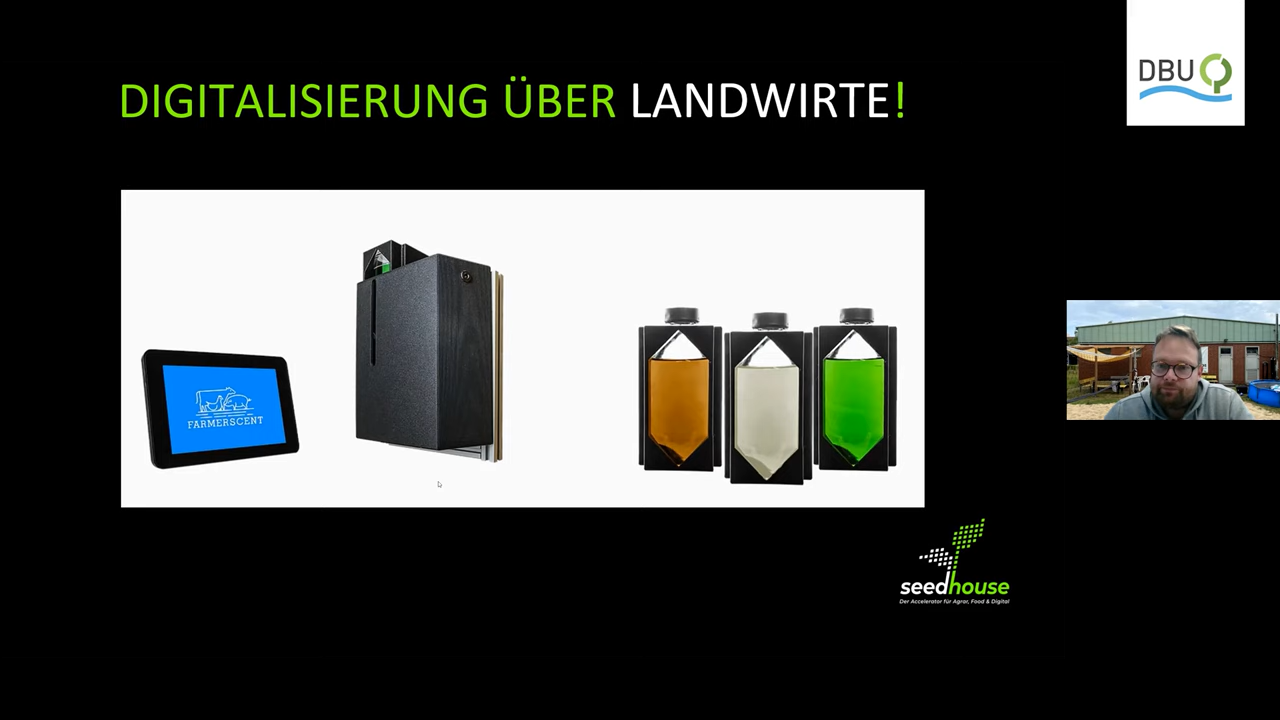 DIGITALISIERUNG ÜBER LANDWIRTE!
DBU
FARMERSCENT
seedhouse
Der Accelerator für Agrar, Food & Digital